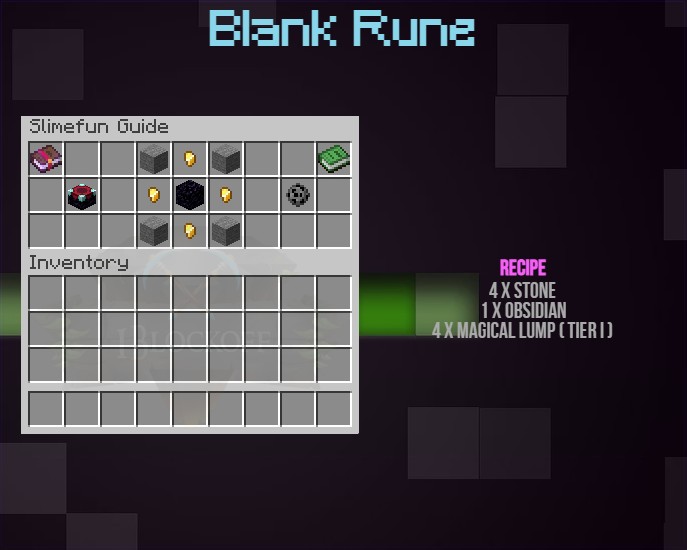 Blank Rune
Slimefun Guide
Inventory
RECIPE
4 X STONE
1 X OBSIDIAN
4 X MAGICAL LUMP ( TIER I )